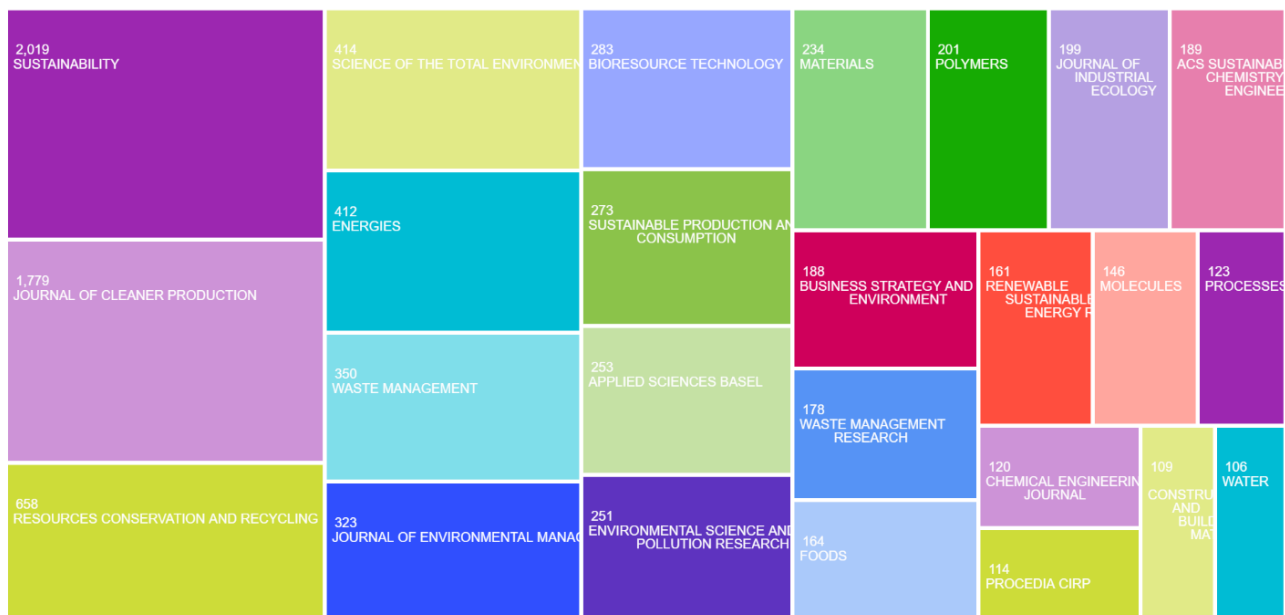 2,019
SUSTAINABILITY
1,779
JOURNAL OF CLEANER PRODUCTION
658
RESOURCES CONSERVATION AND RECYCLING
414
SCIENCE OF THE TOTAL ENVIRONMEN
412
ENERGIES
350
WASTE MANAGEMENT
323
JOURNAL OF ENVIRONMENTAL MANAG
283
BIORESOURCE TECHNOLOGY
273
SUSTAINABLE PRODUCTION AN
CONSUMPTION
253
APPLIED SCIENCES BASEL
251
ENVIRONMENTAL SCIENCE AND
POLLUTION RESEARCH
234
MATERIALS
201
POLYMERS
199
JOURNAL OF
INDUSTRIAL
ECOLOGY
189
ACS SUSTAINABL
CHEMISTRY
ENGINEE
188
BUSINESS STRATEGY AND
ENVIRONMENT
178
WASTE MANAGEMENT
RESEARCH
164
FOODS
161
RENEWABLE
SUSTAINABLE
ENERGY R
146
MOLECULES
123
PROCESSES
120
CHEMICAL ENGINEERIN
JOURNAL
114
PROCEDIA CIRP
109
CONSTRU
AND
BUILD
MAT
106
WATER